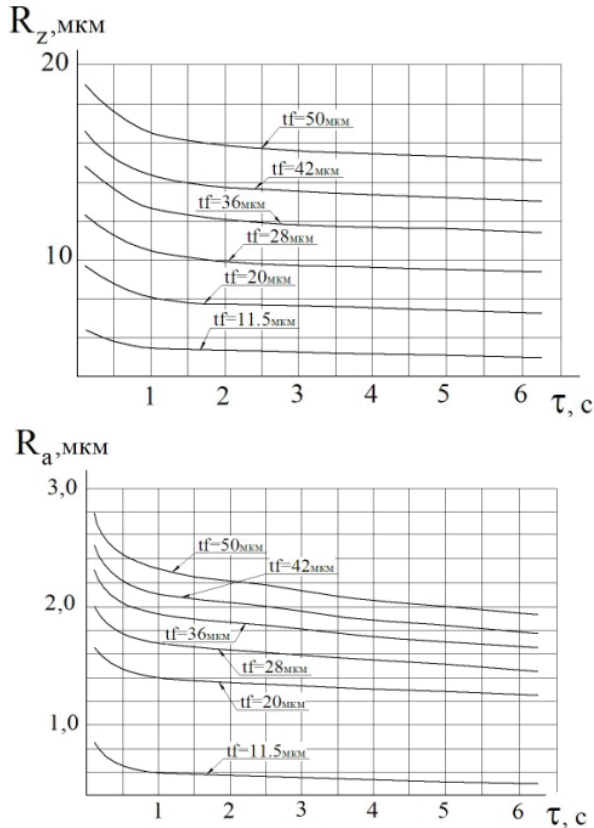 Rz,мкм
20
tf=50мкм
tf=42мкм
tf=36мкм
tf=28мкм
10
tf=20мкм
tf=11.5мкм
1 2 3 4 5 6
τ, с
Ra,мкм
3,0
tf=50мкм
tf=42мкм
2,0
tf=36мкм
tf=28мкм
tf=20мкм
1,0
tf=11.5мкм
1 2 3 4 5 6
τ, с